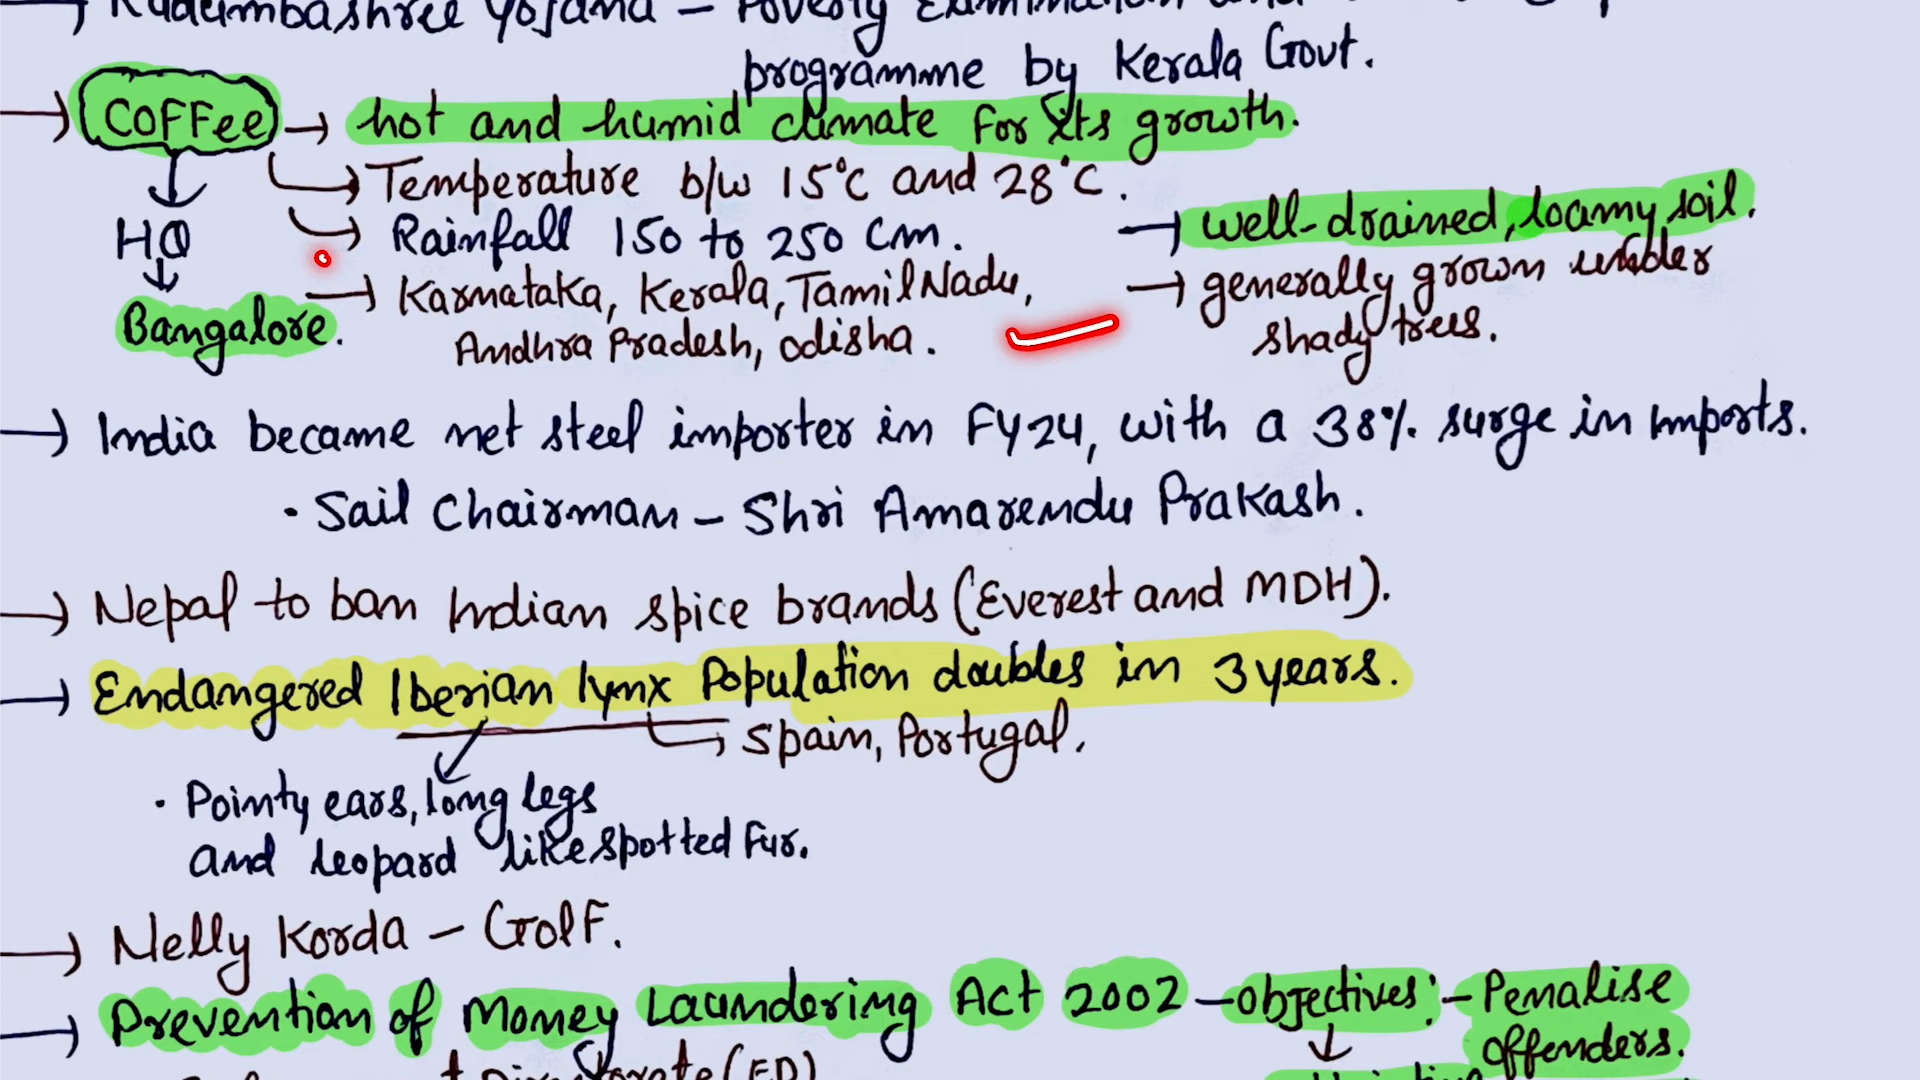 → Kudumbashree Yojana –
programme by Kerala Govt.
→ Coffee → hot and humid climate for its growth.
→ Temperature b/w 15°C and 28°C.
HQ → Rainfall 150 to 250 cm. → well-drained, loamy soil.
Bangalore. → Karnataka, Kerala, Tamil Nadu, → generally grown under
Andhra Pradesh, Odisha. shady trees.
→ India became net steel importer in FY24, with a 38% surge in imports.
• Sail Chairman – Shri Amarendu Prakash.
→ Nepal to ban Indian spice brands (Everest and MDH).
→ Endangered Iberian lynx Population doubles in 3 years.
→ Spain, Portugal.
• Pointy ears, long legs
and leopard like spotted fur.
→ Nelly Korda – Golf.
→ Prevention of Money Laundering Act 2002 – objectives: – Penalise
offenders.
(ED)